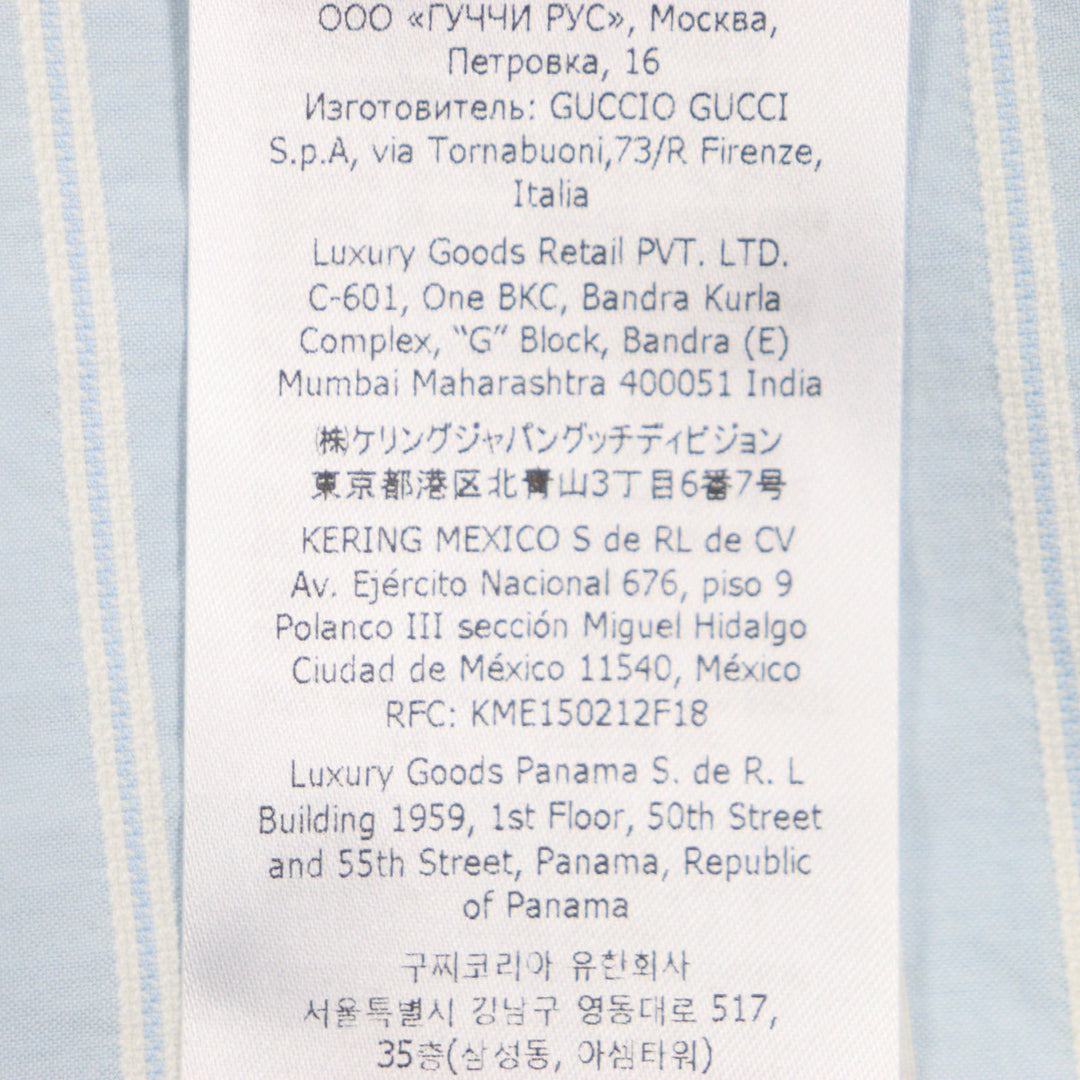 ООО «ГУЧЧИ РУС», Москва,
Петровка, 16
Изготовитель: GUCCIO GUCCI
S.p.A, via Tornabuoni,73/R Firenze,
Italia
Luxury Goods Retail PVT. LTD.
C-601, One BKC, Bandra Kurla
Complex, “G” Block, Bandra (E)
Mumbai Maharashtra 400051 India
㈱ケリングジャパングッチディビジョン
東京都港区北青山3丁目6番7号
KERING MEXICO S de RL de CV
Av. Ejército Nacional 676, piso 9
Polanco III sección Miguel Hidalgo
Ciudad de México 11540, México
RFC: KME150212F18
Luxury Goods Panama S. de R. L
Building 1959, 1st Floor, 50th Street
and 55th Street, Panama, Republic
of Panama
구찌코리아 유한회사
서울특별시 강남구 영동대로 517,
35층(삼성동, 아셈타워)